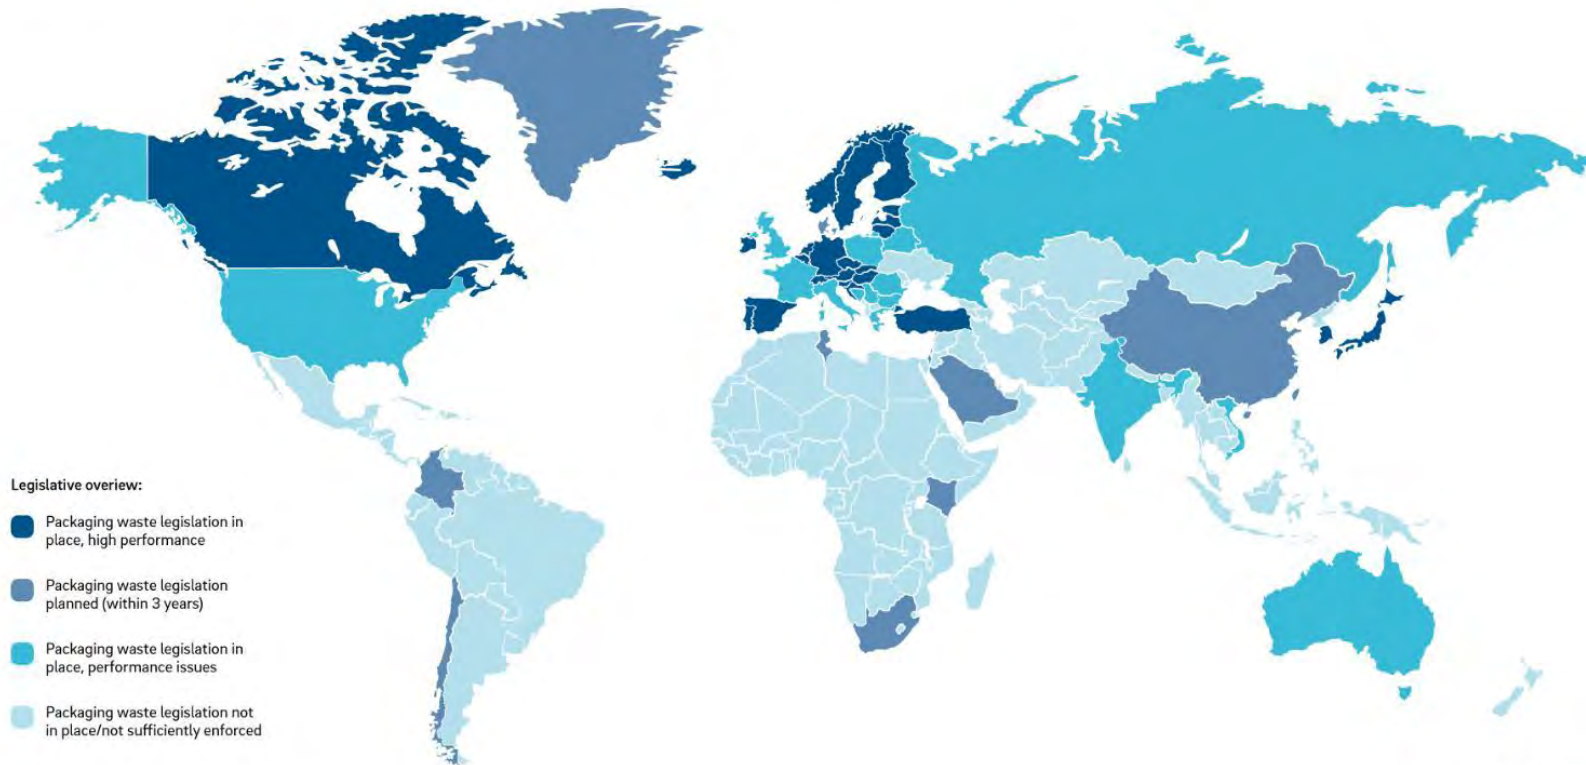 Legislative overiew:
Packaging waste legislation in
place, high performance
Packaging waste legislation
planned (within 3 years)
Packaging waste legislation in
place, performance issues
Packaging waste legislation not
in place/not sufficiently enforced